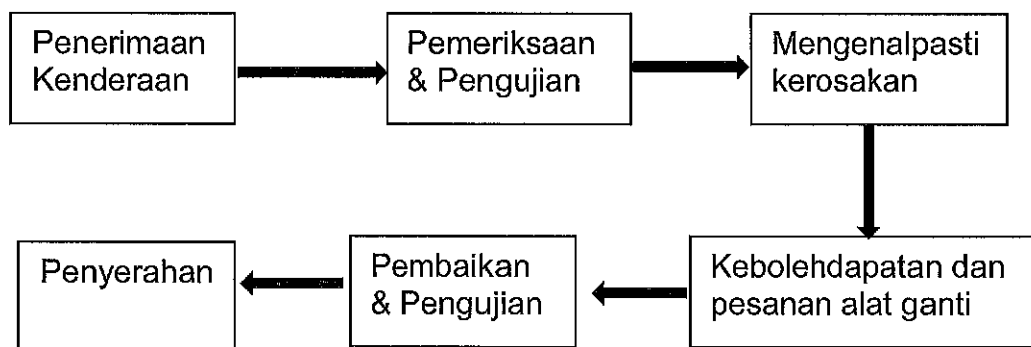 Penerimaan
Kenderaan
Pemeriksaan
& Pengujian
Mengenalpasti
kerosakan
Kebolehdapatan dan
pesanan alat ganti
Pembaikan
& Pengujian
Penyerahan